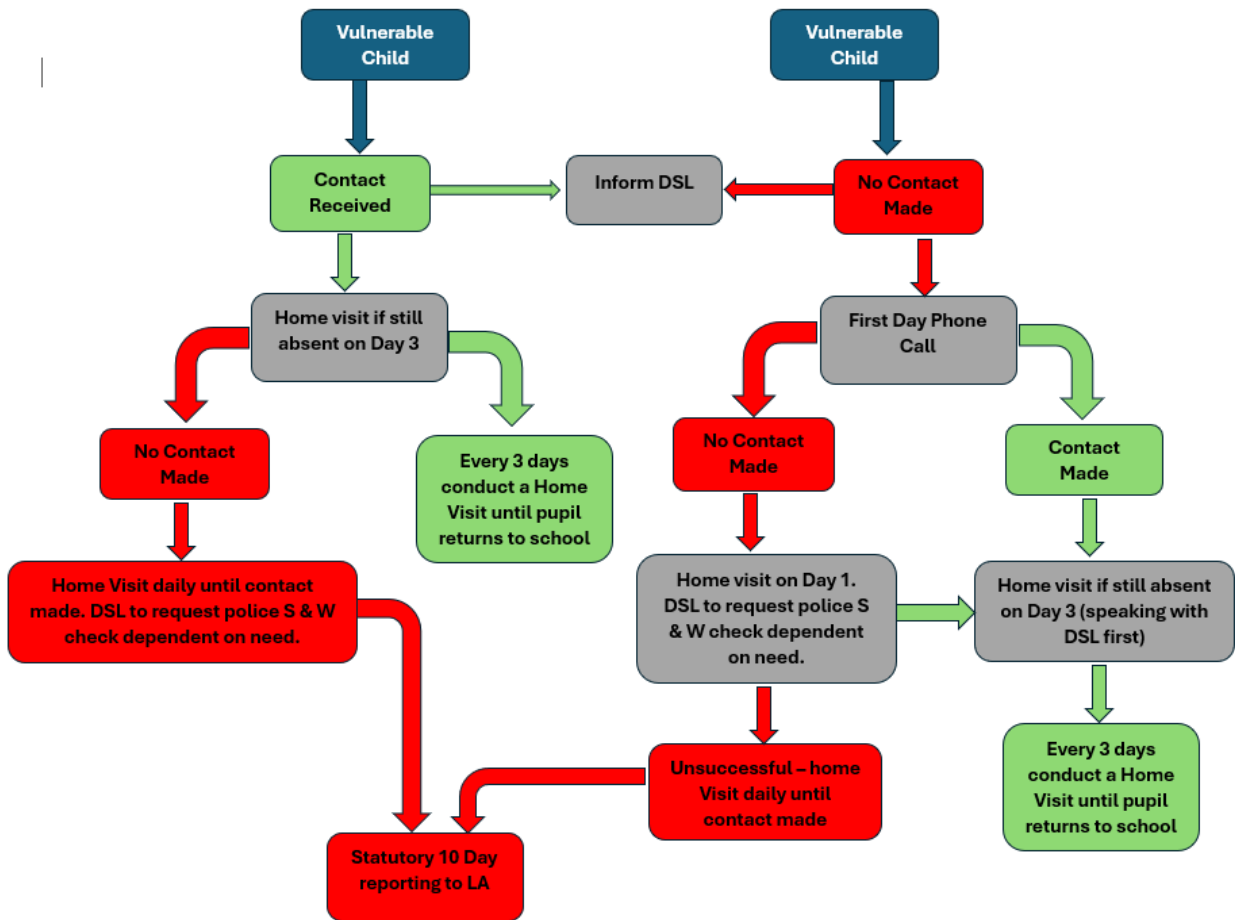 Vulnerable
Child
Vulnerable
Child
Contact
Received
Inform DSL
No Contact
Made
Home visit if still
absent on Day 3
First Day Phone
Call
No Contact
Made
Every 3 days
conduct a Home
Visit until pupil
returns to school
No Contact
Made
Contact
Made
Home Visit daily until contact
made. DSL to request police S & W
check dependent on need.
Home visit on Day 1.
DSL to request police S
& W check dependent
on need.
Home visit if still absent
on Day 3 (speaking with
DSL first)
Unsuccessful – home
Visit daily until
contact made
Every 3 days
conduct a Home
Visit until pupil
returns to school
Statutory 10 Day
reporting to LA